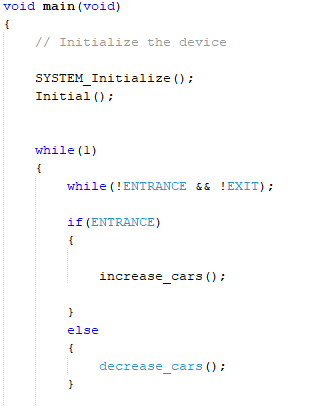 void main(void)
{
// Initialize the device
SYSTEM_Initialize();
Initial();
while(1)
{
while(!ENTRANCE && !EXIT);
if(ENTRANCE)
{
increase_cars();
}
else
{
decrease_cars();
}